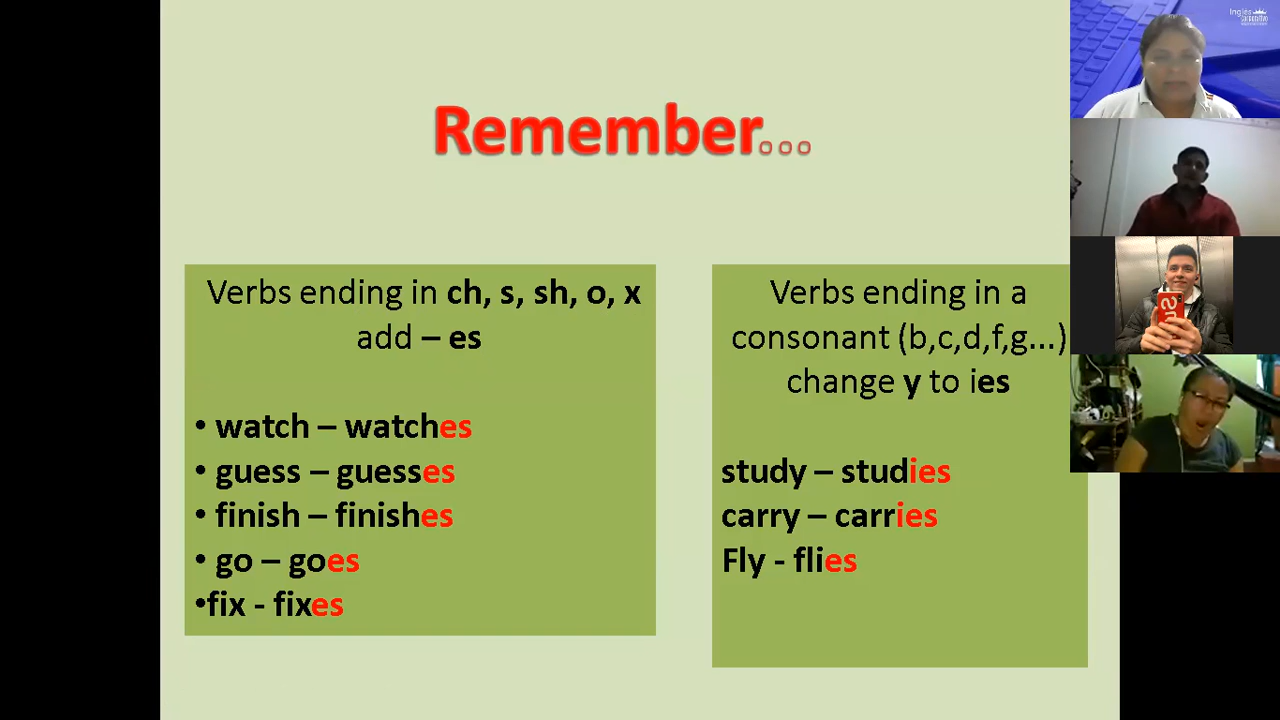 Remember...
Verbs ending in ch, s, sh, o, x
add – es
• watch – watches
• guess – guesses
• finish – finishes
• go – goes
•fix - fixes
Verbs ending in a
consonant (b,c,d,f,g...)
change y to ies
study – studies
carry – carries
Fly - flies
Ingles